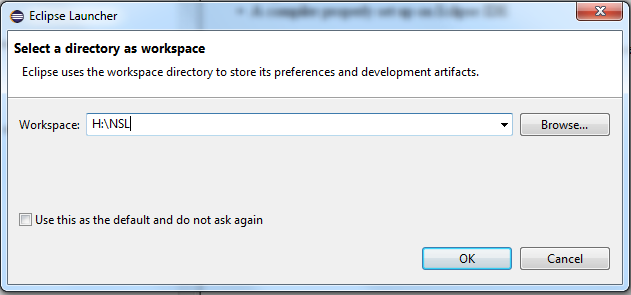 A compiler properly set up on Eclipse IDE
Eclipse Launcher
Select a directory as workspace
Eclipse uses the workspace directory to store its preferences and development artifacts.
Workspace: H:\NSL Browse...
Use this as the default and do not ask again
OK Cancel